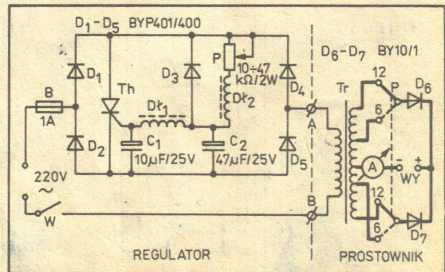 D1-D5 BYP401/400
D6-D7 BY10/1
B
1A
D1
D2
Th
Dł1
D3
P
10÷47
kΩ/2W
Dł2
D4
D5
C1
10µF/25V
C2
47µF/25V
A
B
Tr
12
P
D6
6
A
- +
WY
12
6
D7
220V
~
W
REGULATOR
PROSTOWNIK